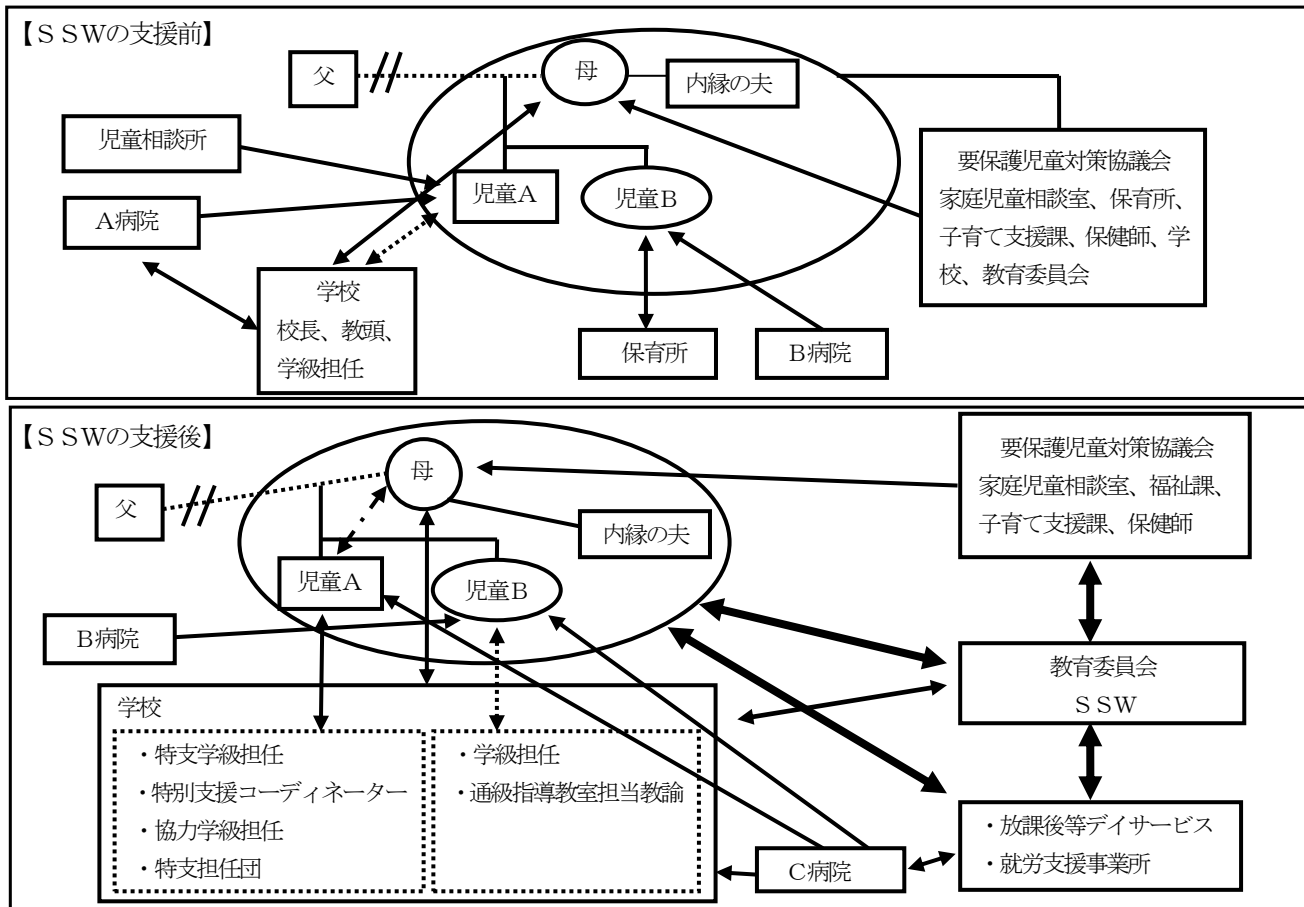 【ＳＳＷの支援前】
父
母
内縁の夫
児童相談所
児童Ａ
児童Ｂ
Ａ病院
学校
校長、教頭、
学級担任
保育所
Ｂ病院
要保護児童対策協議会
家庭児童相談室、保育所、
子育て支援課、保健師、学
校、教育委員会
【ＳＳＷの支援後】
父
母
内縁の夫
児童Ａ
児童Ｂ
Ｂ病院
要保護児童対策協議会
家庭児童相談室、福祉課、
子育て支援課、保健師
教育委員会
ＳＳＷ
学校
・特支学級担任
・特別支援コーディネーター
・協力学級担任
・特支担任団
・学級担任
・通級指導教室担当教諭
Ｃ病院
・放課後等デイサービス
・就労支援事業所